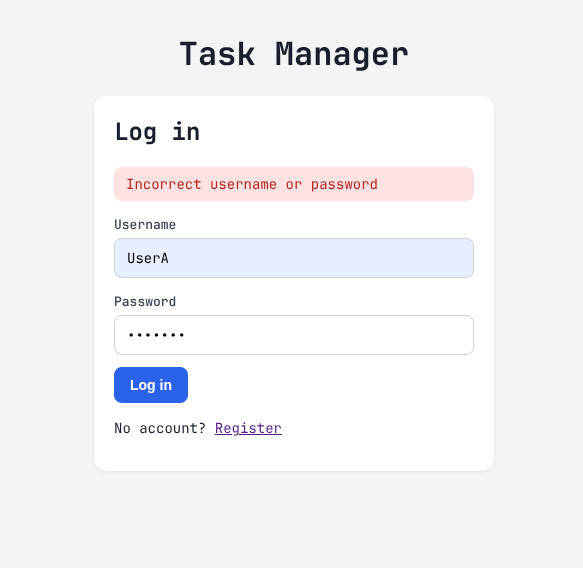 Task Manager
Log in
Incorrect username or password
Username
UserA
Password
•••••••
Log in
No account? Register